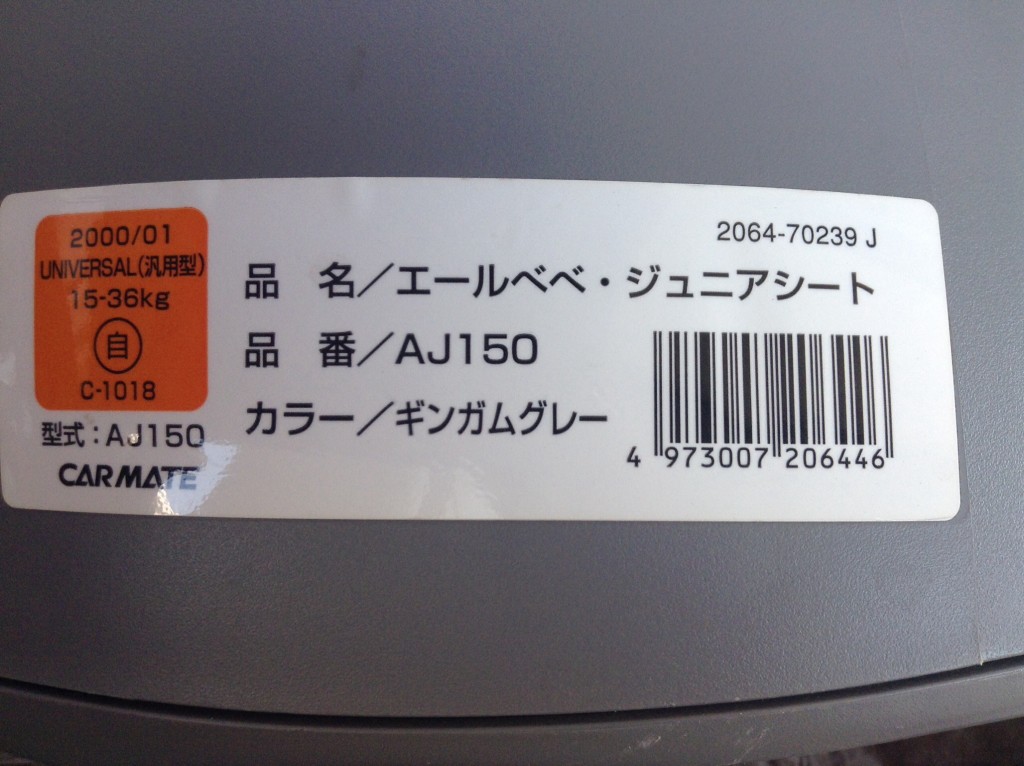 2000/01
UNIVERSAL(汎用型)
15-36kg
自
C-1018
型式：AJ150
CARMATE
2064-70239 J
品　名／エールベベ・ジュニアシート
品　番／AJ150
カラー／ギンガムグレー
4 973007 206446